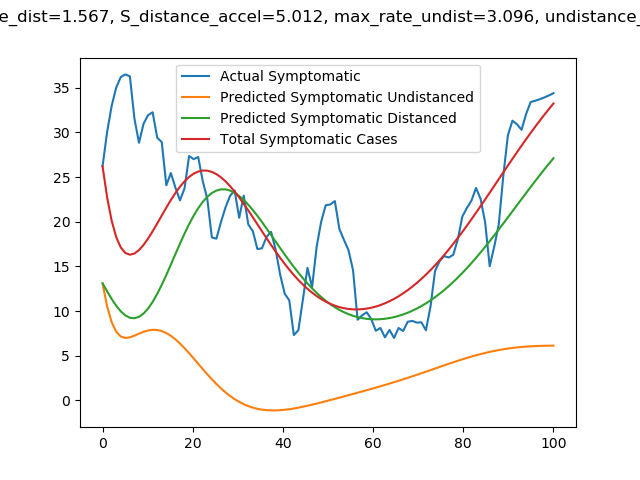 e_dist=1.567, S_distance_accel=5.012, max_rate_undist=3.096, undistance_
Actual Symptomatic
Predicted Symptomatic Undistanced
Predicted Symptomatic Distanced
Total Symptomatic Cases
35
30
25
20
15
10
5
0
0 20 40 60 80 100